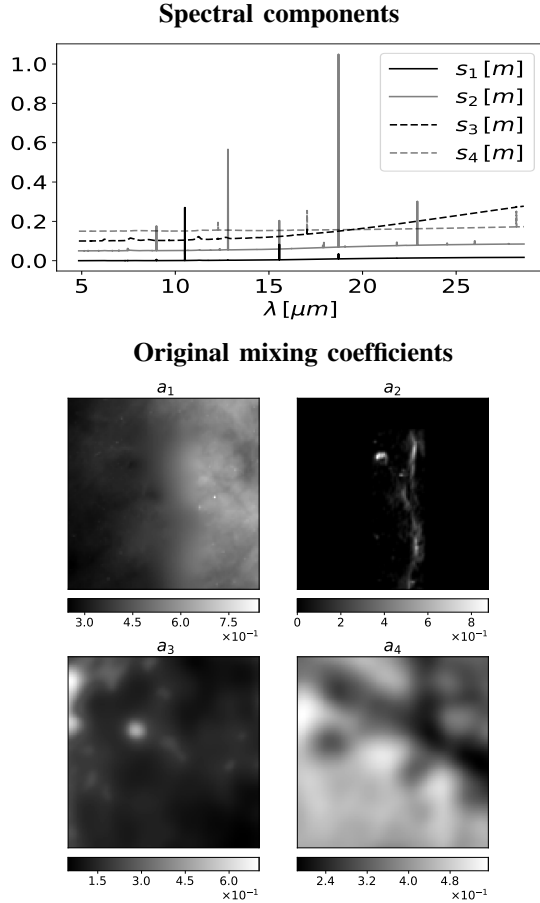 Spectral components
1.0
0.8
0.6
0.4
0.2
0.0
s₁ [m]
s₂ [m]
s₃ [m]
s₄ [m]
5 10 15 20 25
λ [μm]
Original mixing coefficients
a₁ a₂
3.0 4.5 6.0 7.5 0 2 4 6 8
×10⁻¹ ×10⁻¹
a₃ a₄
1.5 3.0 4.5 6.0 2.4 3.2 4.0 4.8
×10⁻¹ ×10⁻¹